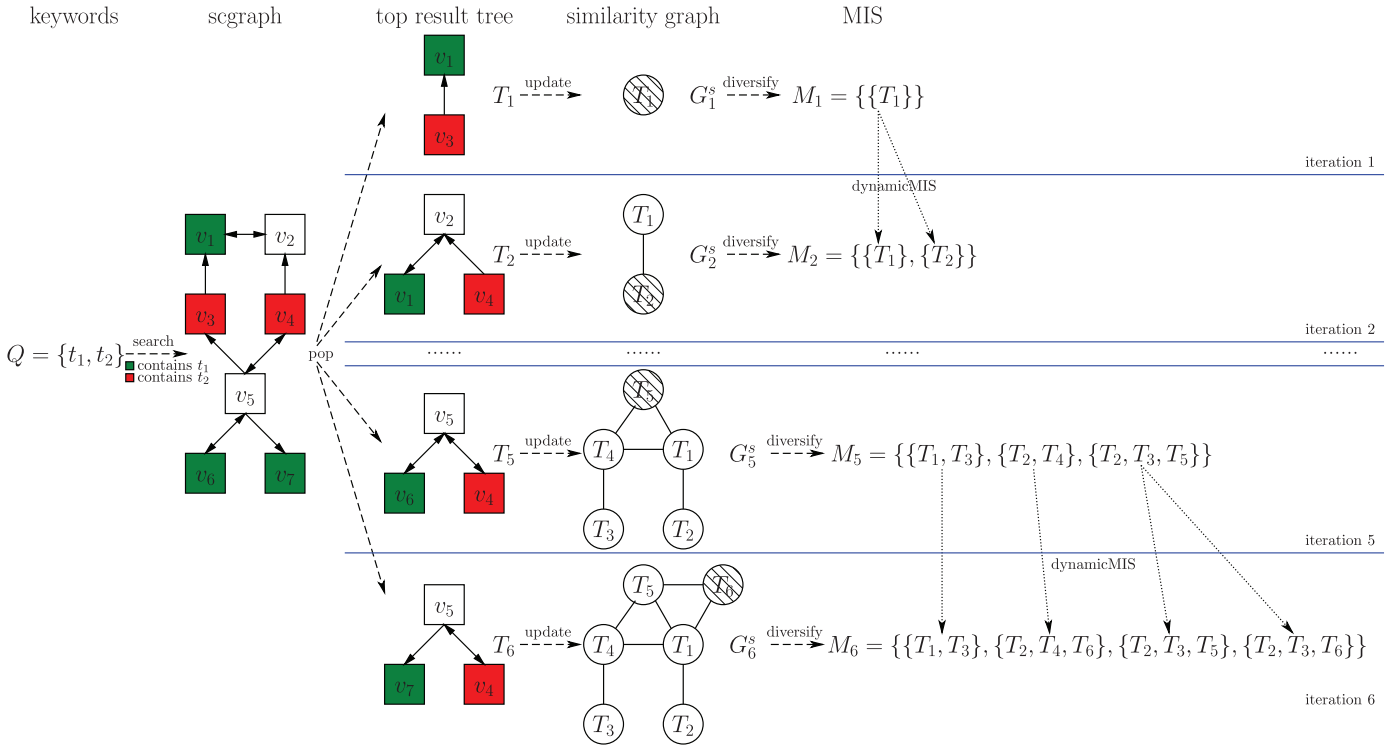 keywords scgraph top result tree similarity graph MIS
v₁
v₃
T₁ update T₁ G₁ˢ diversify M₁ = {{T₁}}
iteration 1
dynamicMIS
v₂
v₁ v₄
T₂ update T₁
T₂
G₂ˢ diversify M₂ = {{T₁}, {T₂}}
iteration 2
v₁ v₂
v₃ v₄
Q = {t₁, t₂} search
contains t₁
contains t₂
v₅
v₆ v₇
pop
...... ...... ...... ......
v₅
v₆ v₄
T₅ update T₅
T₄ T₁
T₃ T₂
G₅ˢ diversify M₅ = {{T₁, T₃}, {T₂, T₄}, {T₂, T₃, T₅}}
iteration 5
dynamicMIS
v₅
v₇ v₄
T₆ update T₅ T₆
T₄ T₁
T₃ T₂
G₆ˢ diversify M₆ = {{T₁, T₃}, {T₂, T₄, T₆}, {T₂, T₃, T₅}, {T₂, T₃, T₆}}
iteration 6